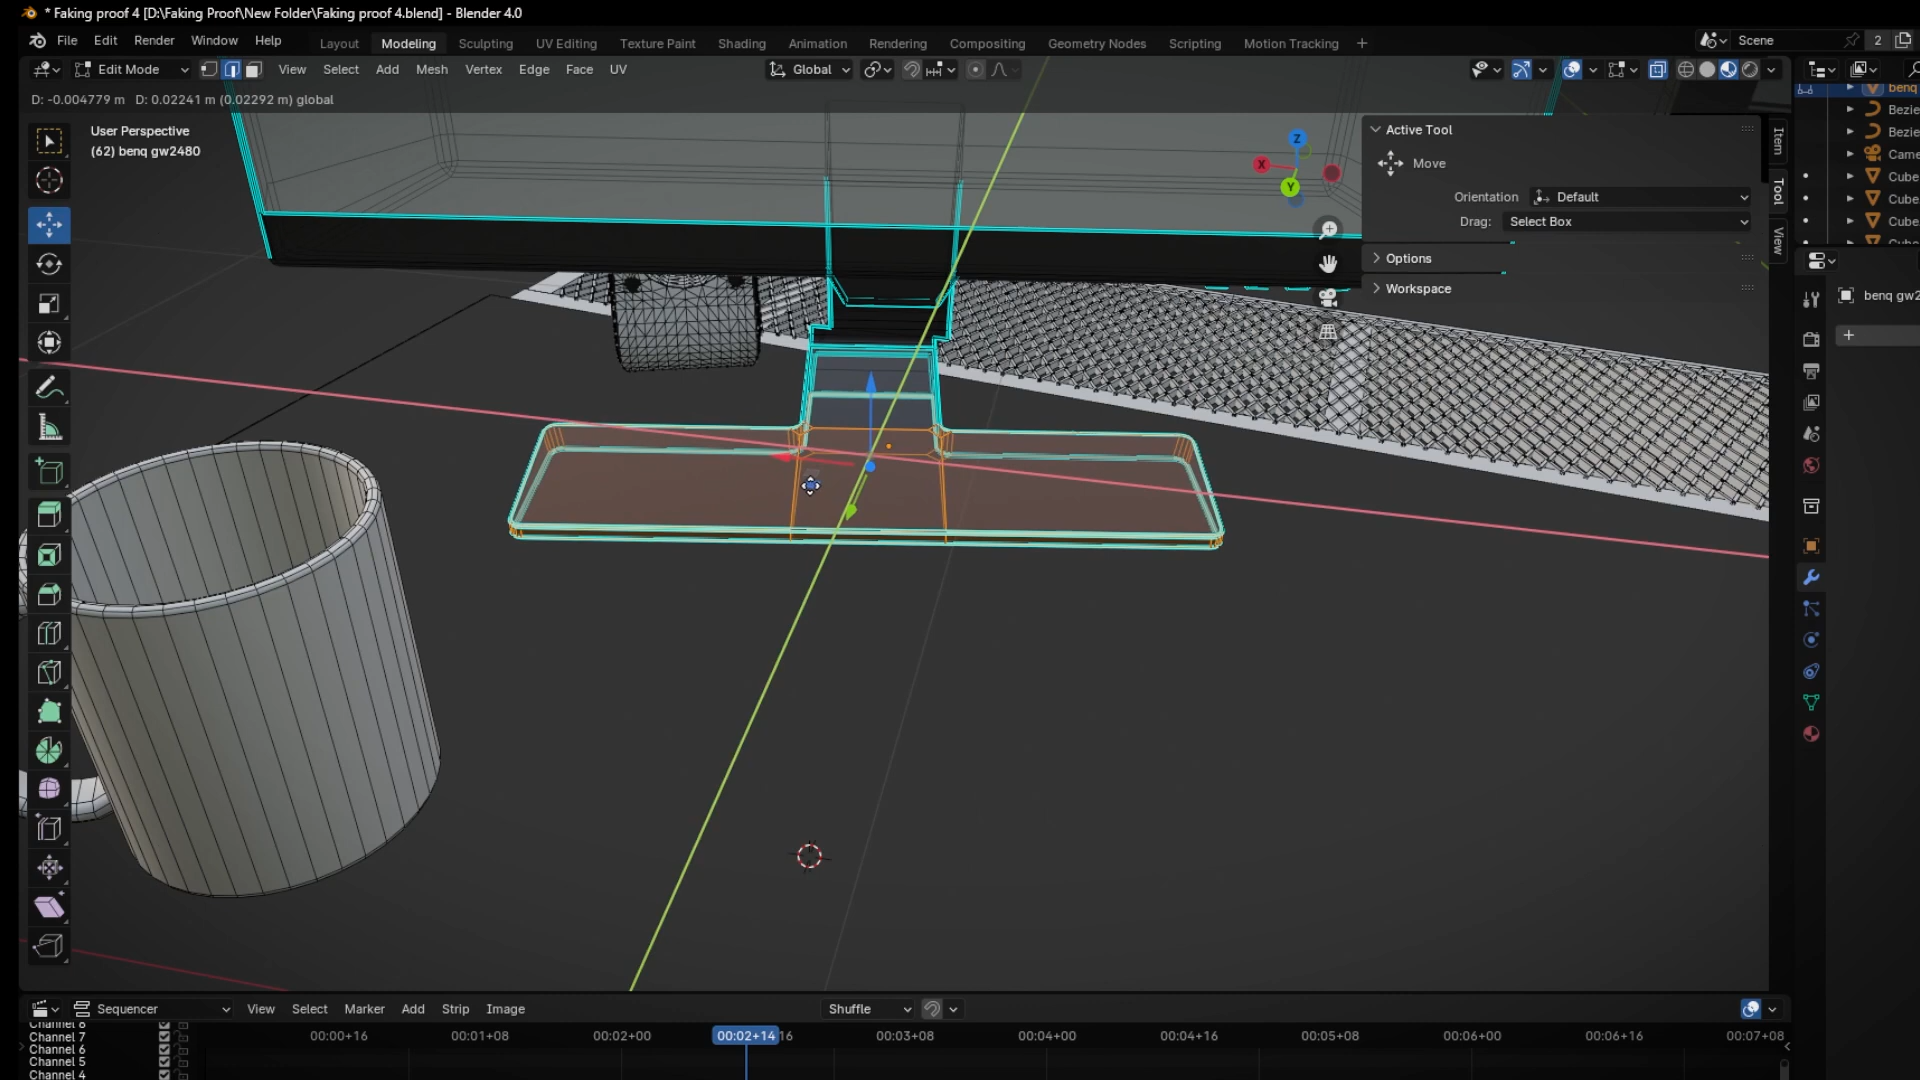 * Faking proof 4 [D:\Faking Proof\New Folder\Faking proof 4.blend] - Blender 4.0
File Edit Render Window Help Layout Modeling Sculpting UV Editing Texture Paint Shading Animation Rendering Compositing Geometry Nodes Scripting Motion Tracking + Scene 2
Edit Mode View Select Add Mesh Vertex Edge Face UV Global
D: -0.004779 m D: 0.02241 m (0.02292 m) global
User Perspective
(62) benq gw2480
Z
X
Y
Active Tool
Move
Orientation Default
Drag: Select Box
Options
Workspace
Item
Tool
View
benq
Bezie
Bezie
Came
Cube
Cube
Cube
benq gw2
+
Sequencer View Select Marker Add Strip Image Shuffle
Channel 8
Channel 7
Channel 6
Channel 5
Channel 4
00:00+16 00:01+08 00:02+00 00:02+14 16 00:03+08 00:04+00 00:04+16 00:05+08 00:06+00 00:06+16 00:07+08